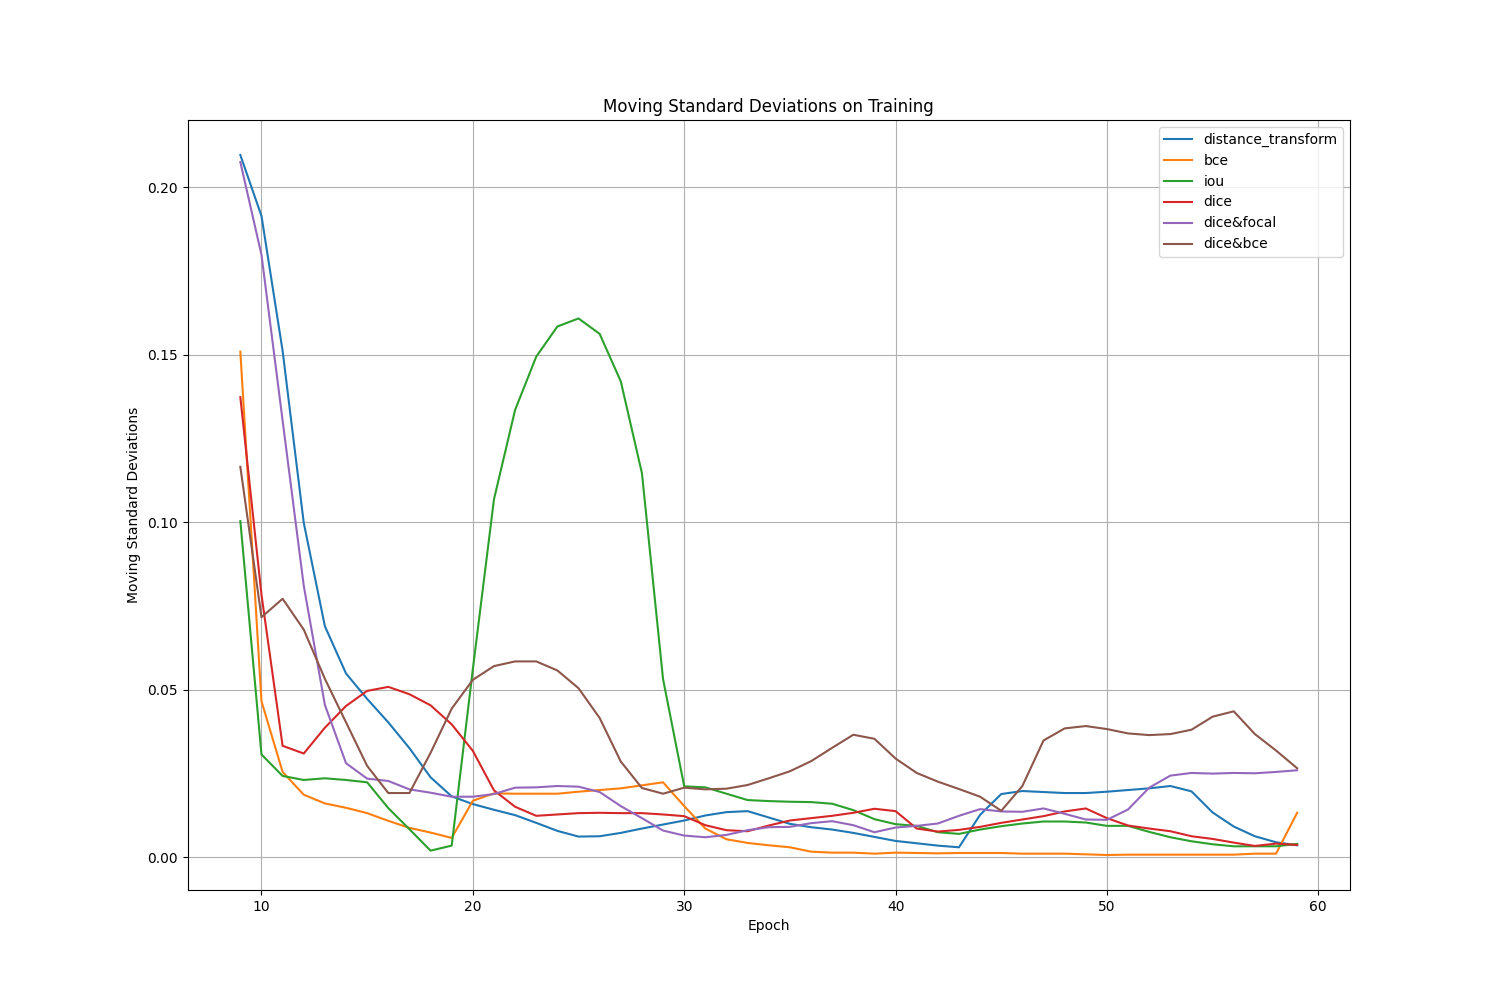 Moving Standard Deviations on Training
distance_transform
bce
iou
dice
dice&focal
dice&bce
0.20
0.15
0.10
0.05
0.00
Moving Standard Deviations
10 20 30 40 50 60
Epoch